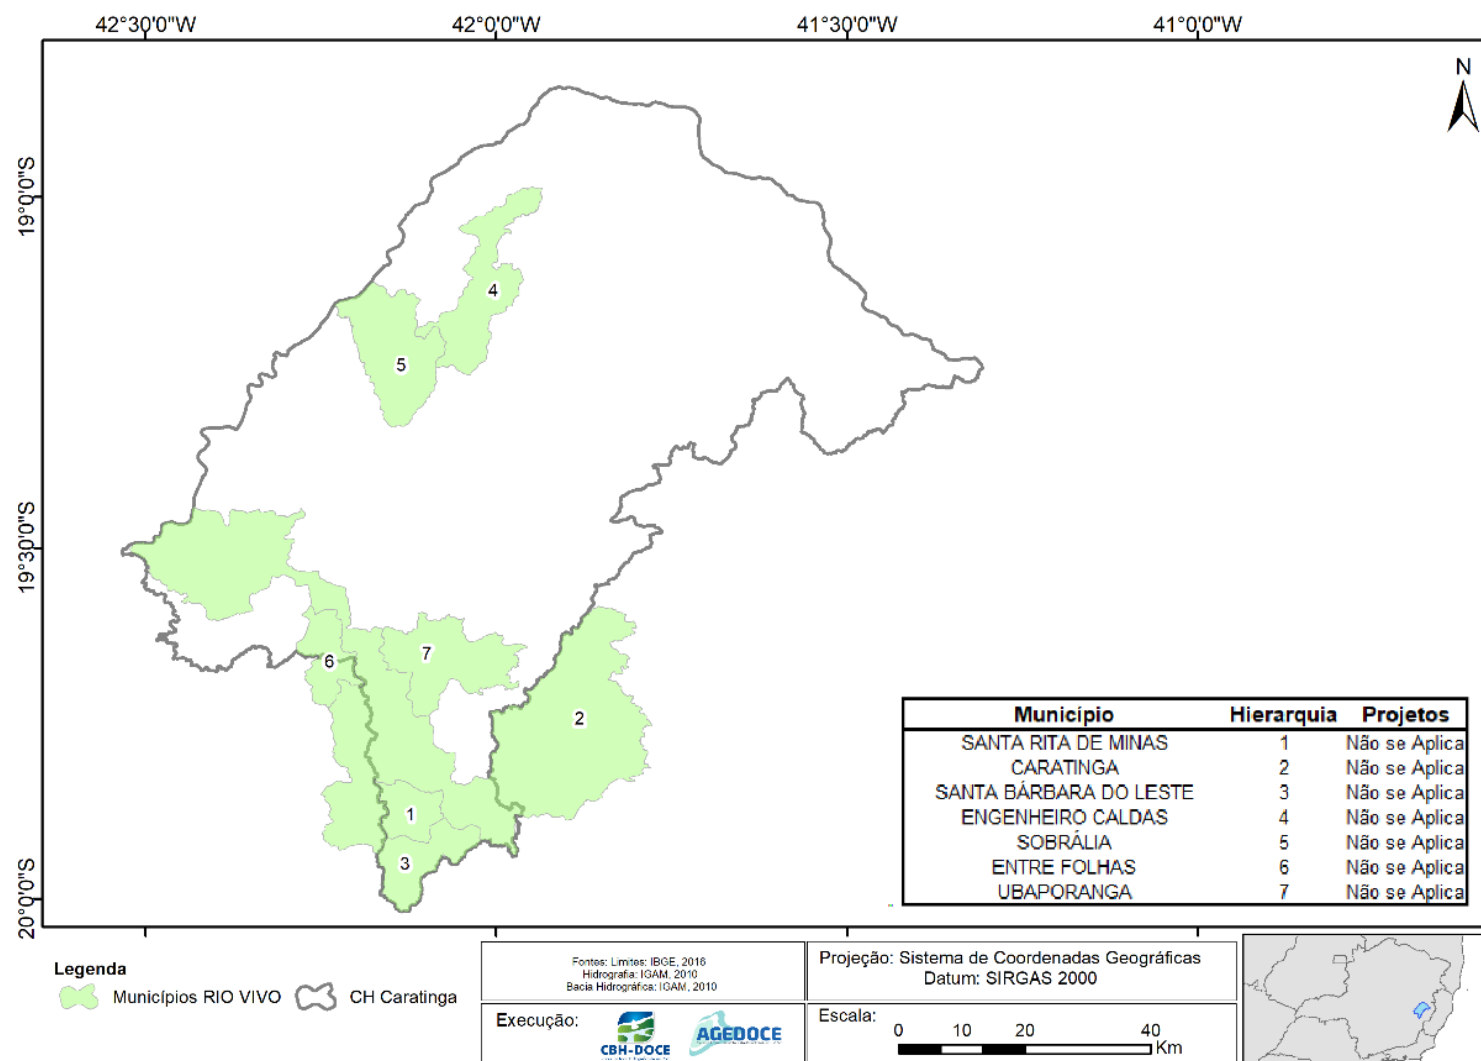 42°30'0"W 42°0'0"W 41°30'0"W 41°0'0"W
N
19°0'0"S
19°30'0"S
20°0'0"S
4
5
6
7
2
1
3
Município Hierarquia Projetos
SANTA RITA DE MINAS 1 Não se Aplica
CARATINGA 2 Não se Aplica
SANTA BÁRBARA DO LESTE 3 Não se Aplica
ENGENHEIRO CALDAS 4 Não se Aplica
SOBRÁLIA 5 Não se Aplica
ENTRE FOLHAS 6 Não se Aplica
UBAPORANGA 7 Não se Aplica
Legenda
Municípios RIO VIVO CH Caratinga
Fontes: Limites: IBGE, 2016
Hidrografia: IGAM, 2010
Bacia Hidrográfica: IGAM, 2010
Execução:
CBH-DOCE
AGEDOCE
Projeção: Sistema de Coordenadas Geográficas
Datum: SIRGAS 2000
Escala:
0 10 20 40
Km